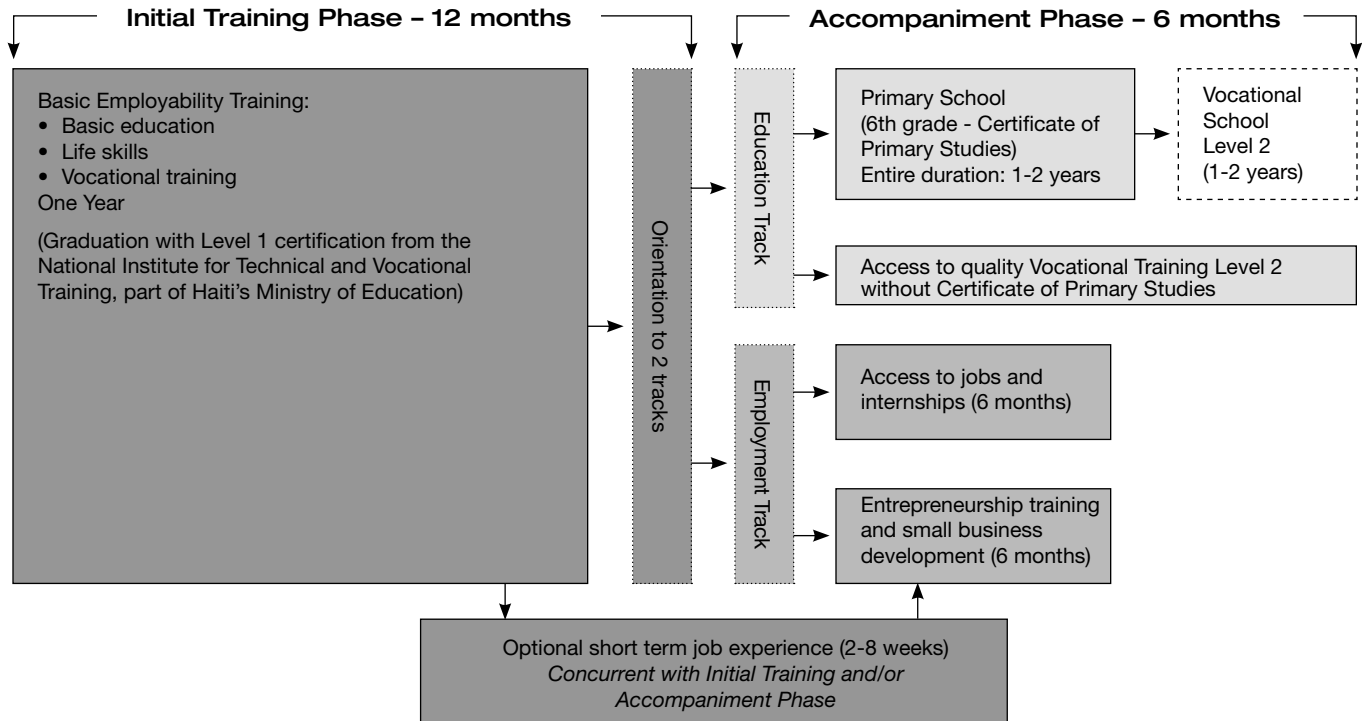 Initial Training Phase – 12 months
Accompaniment Phase – 6 months
Basic Employability Training:
• Basic education
• Life skills
• Vocational training
One Year
(Graduation with Level 1 certification from the
National Institute for Technical and Vocational
Training, part of Haiti’s Ministry of Education)
Orientation to 2 tracks
Education Track
Primary School
(6th grade - Certificate of
Primary Studies)
Entire duration: 1-2 years
Vocational
School
Level 2
(1-2 years)
Access to quality Vocational Training Level 2
without Certificate of Primary Studies
Employment Track
Access to jobs and
internships (6 months)
Entrepreneurship training
and small business
development (6 months)
Optional short term job experience (2-8 weeks)
Concurrent with Initial Training and/or
Accompaniment Phase